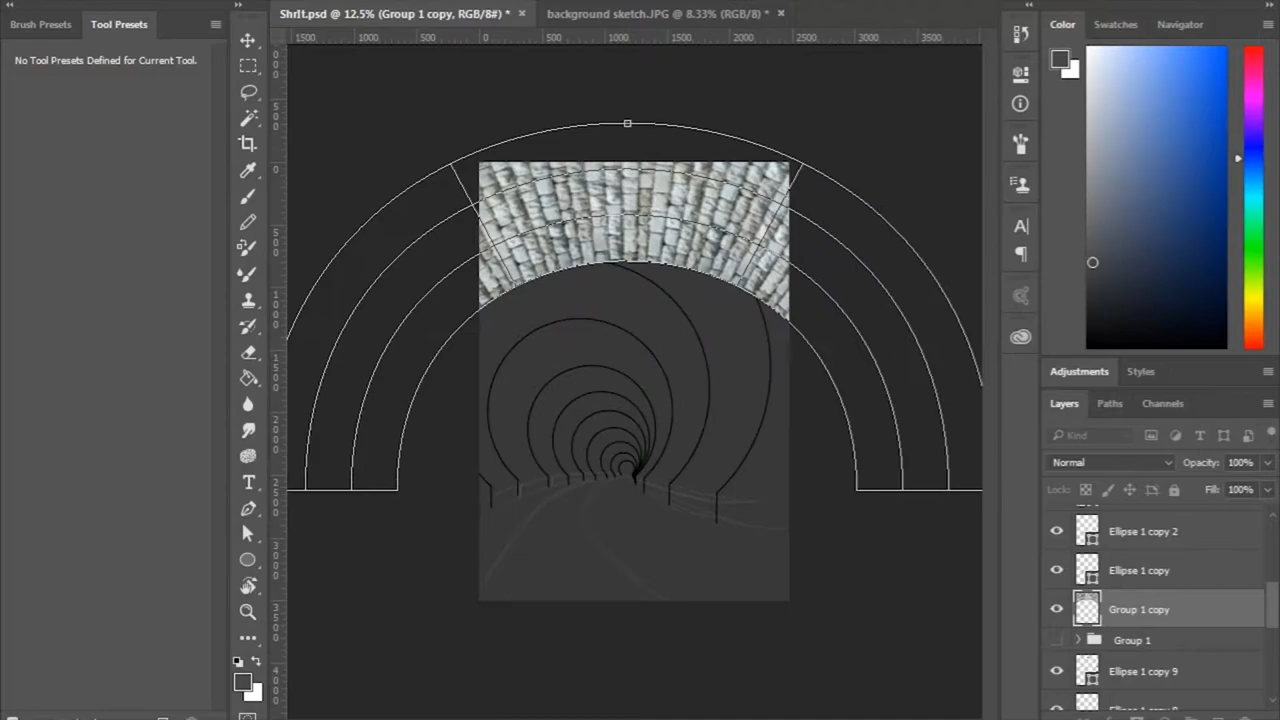 ShrIt.psd @ 12.5% (Group 1 copy, RGB/8#) * ×
background sketch.JPG @ 8.33% (RGB/8) * ×
Brush Presets
Tool Presets
No Tool Presets Defined for Current Tool.
1500 1000 500 0 500 1000 1500 2000 2500 3000 3500
Color Swatches Navigator
Adjustments Styles
Layers Paths Channels
Kind
Normal Opacity: 100%
Lock: Fill: 100%
Ellipse 1 copy 2
Ellipse 1 copy
Group 1 copy
Group 1
Ellipse 1 copy 9